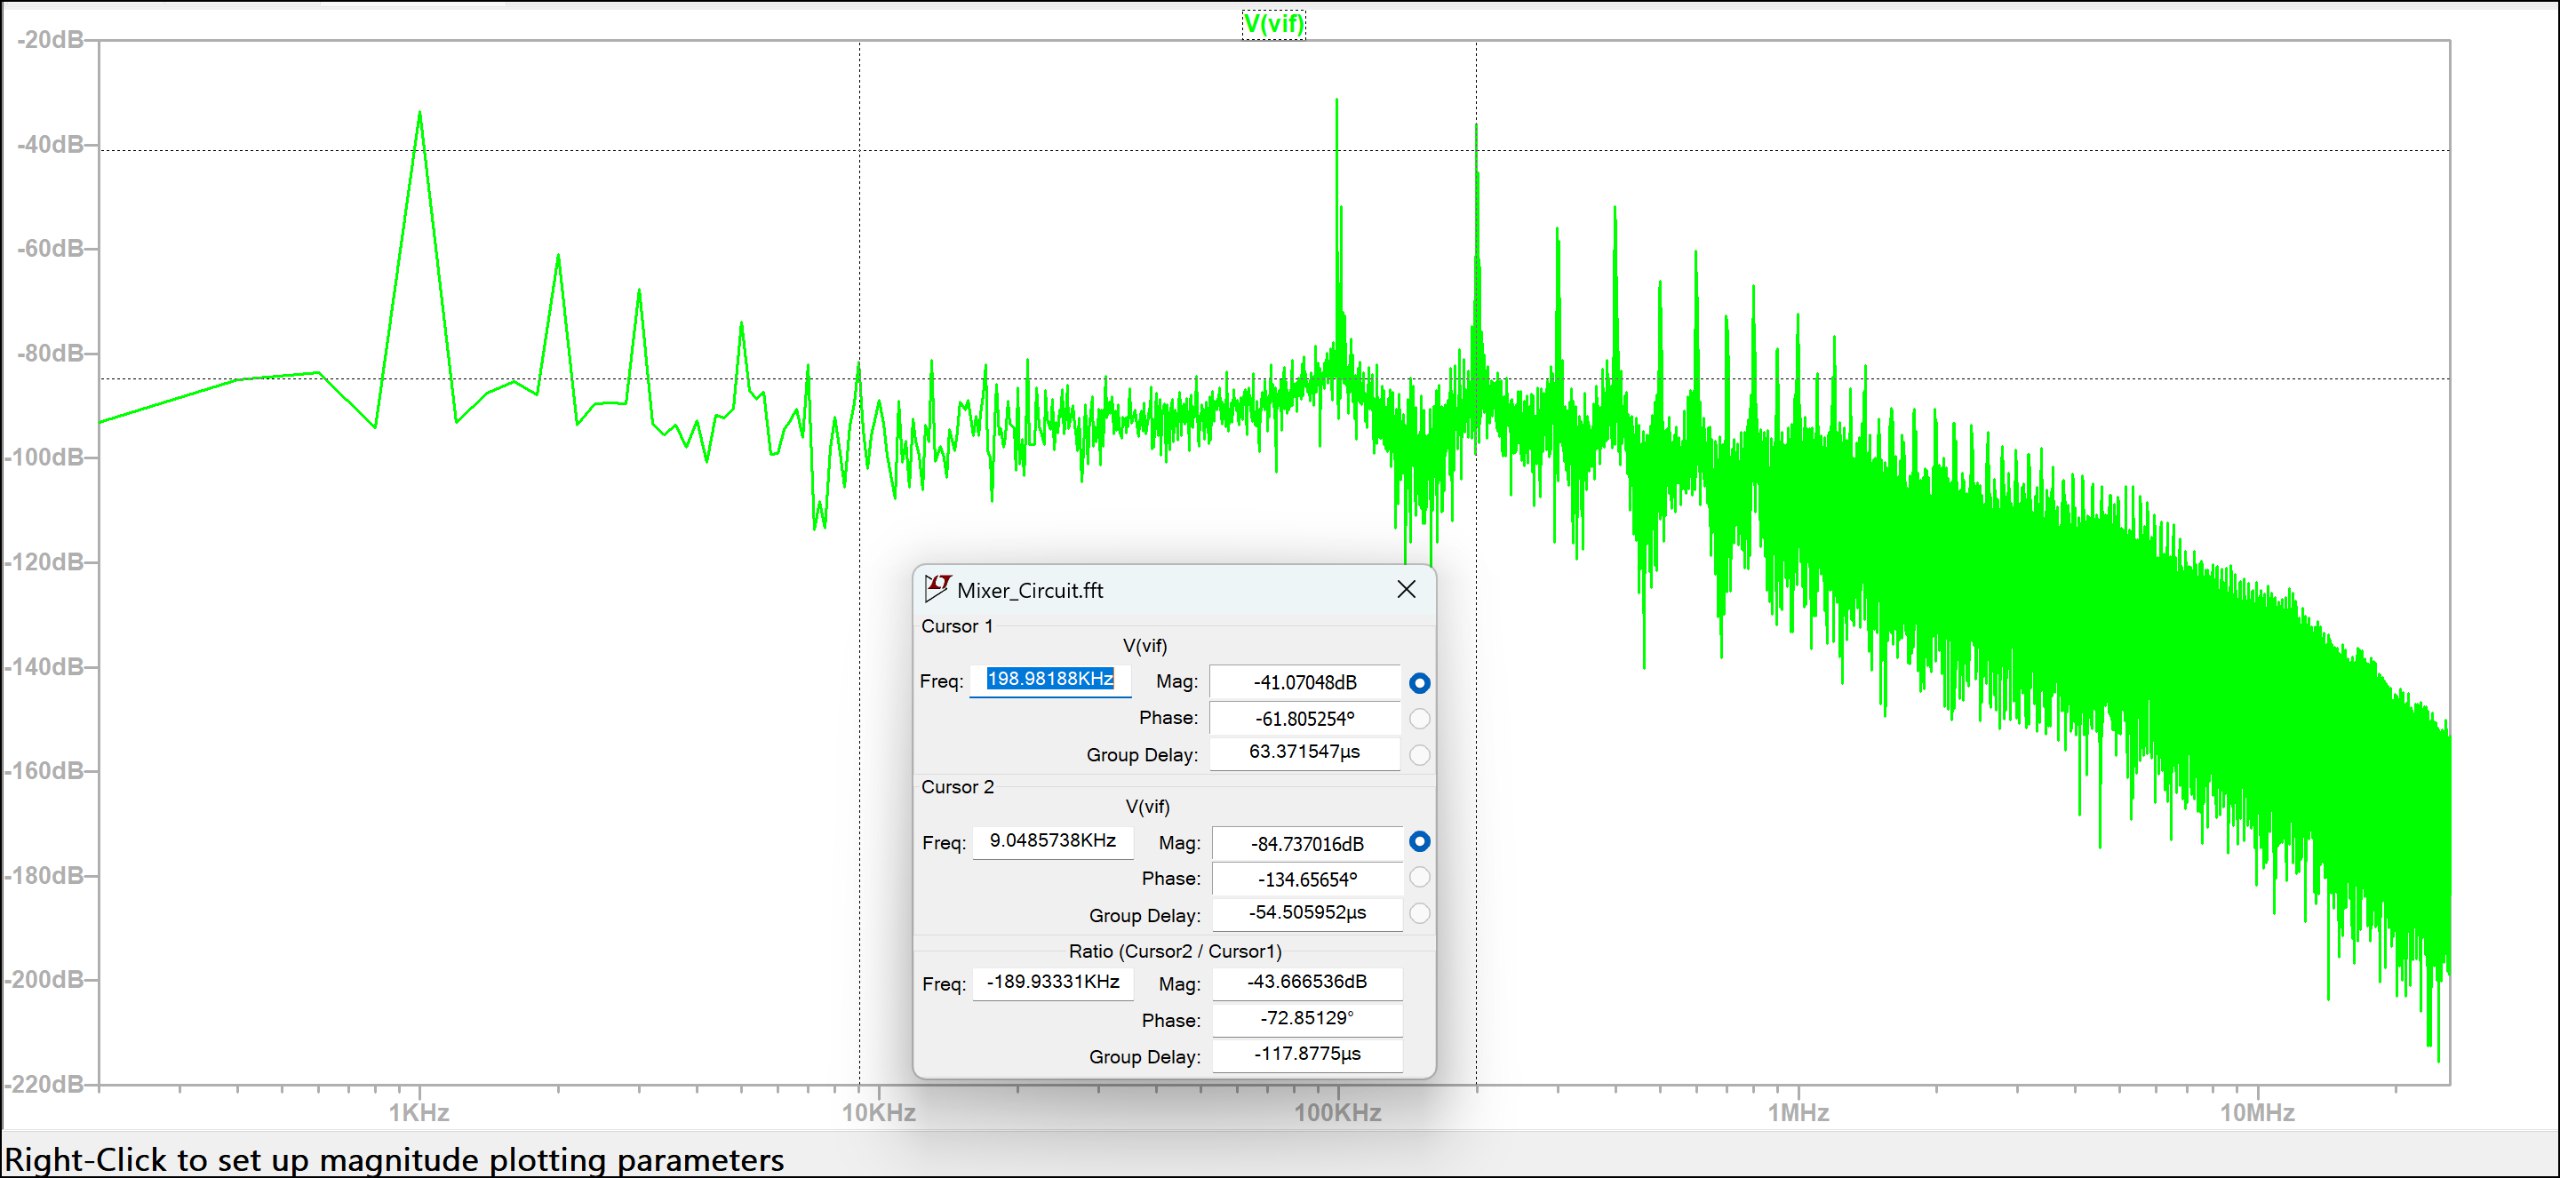 V(vif)
-20dB
-40dB
-60dB
-80dB
-100dB
-120dB
-140dB
-160dB
-180dB
-200dB
-220dB
1KHz 10KHz 100KHz 1MHz 10MHz
Mixer_Circuit.fft
Cursor 1
V(vif)
Freq: 198.98188KHz Mag: -41.07048dB
Phase: -61.805254°
Group Delay: 63.371547µs
Cursor 2
V(vif)
Freq: 9.0485738KHz Mag: -84.737016dB
Phase: -134.65654°
Group Delay: -54.505952µs
Ratio (Cursor2 / Cursor1)
Freq: -189.93331KHz Mag: -43.666536dB
Phase: -72.85129°
Group Delay: -117.8775µs
Right-Click to set up magnitude plotting parameters